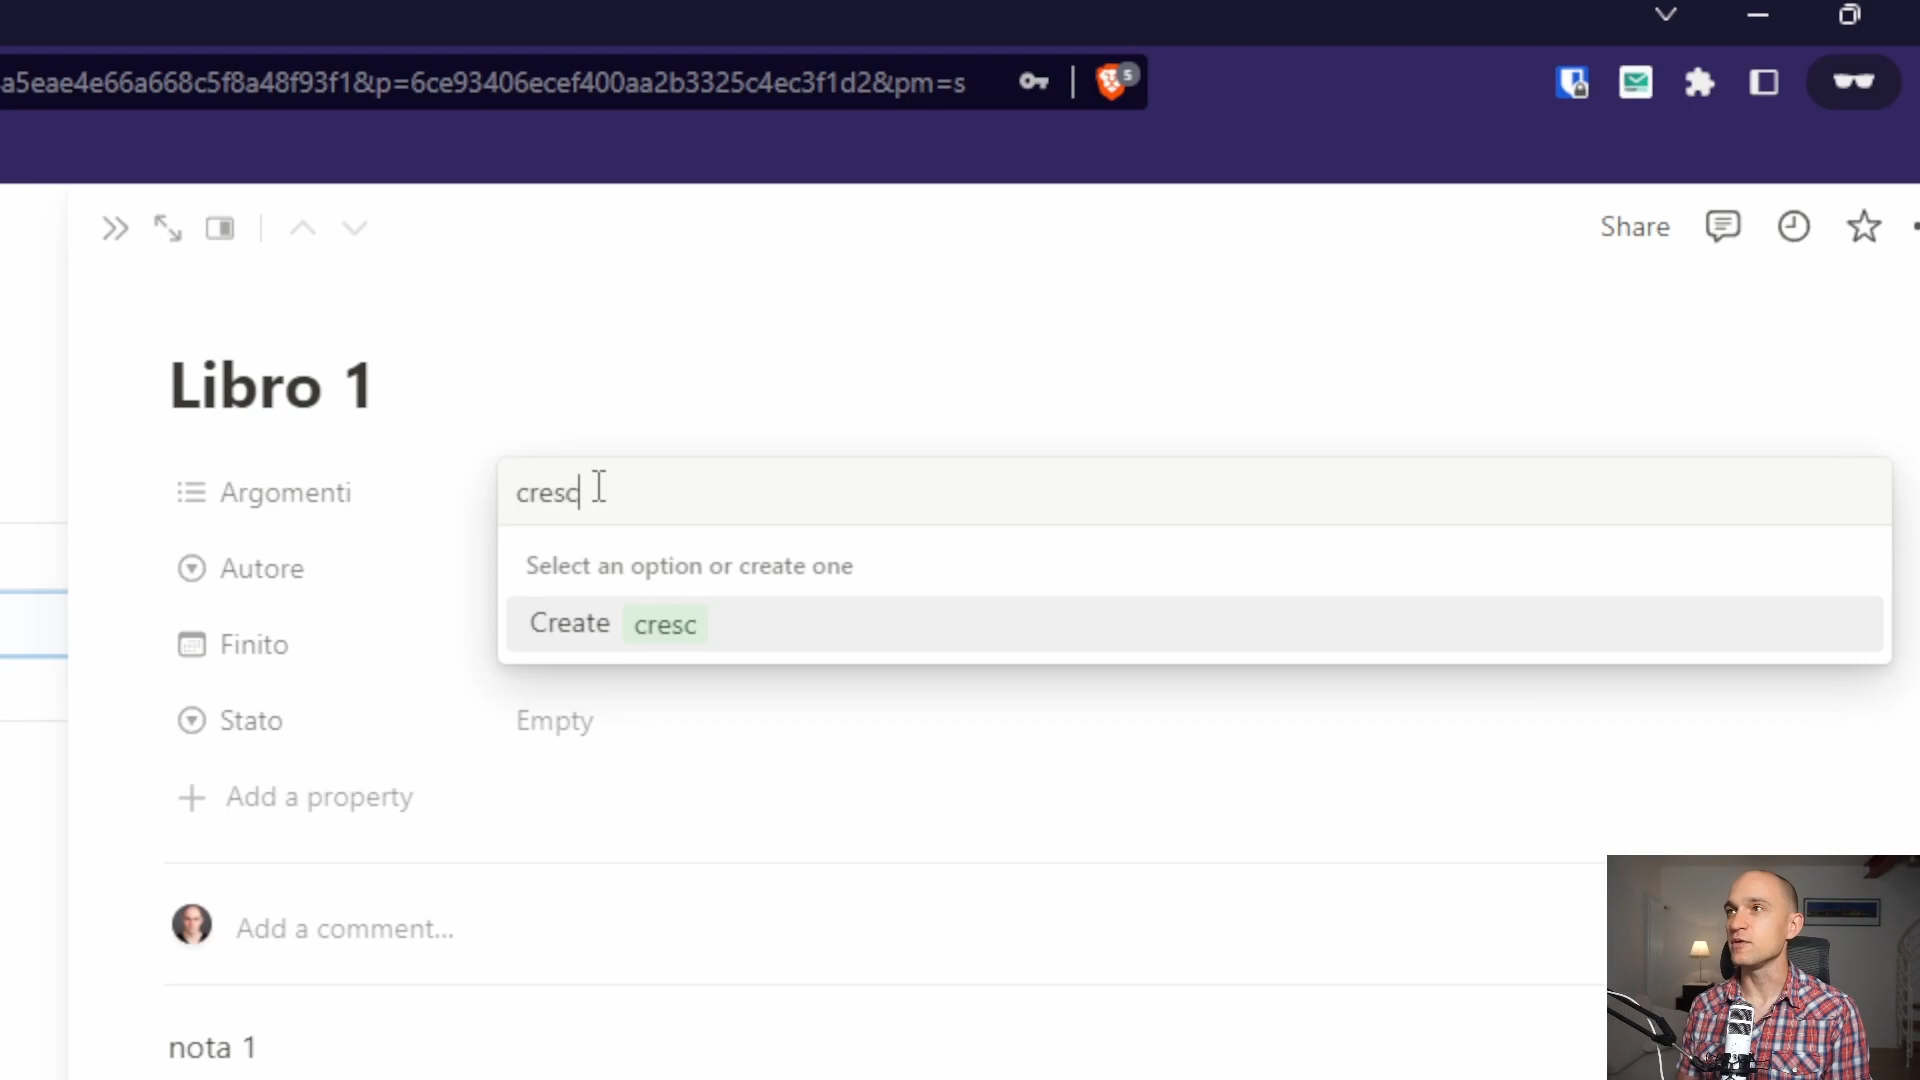 a5eae4e66a668c5f8a48f93f1&p=6ce93406ecef400aa2b3325c4ec3f1d2&pm=s
5
Share
Libro 1
Argomenti
cresc
Select an option or create one
Create cresc
Autore
Finito
Stato
Empty
Add a property
Add a comment...
nota 1